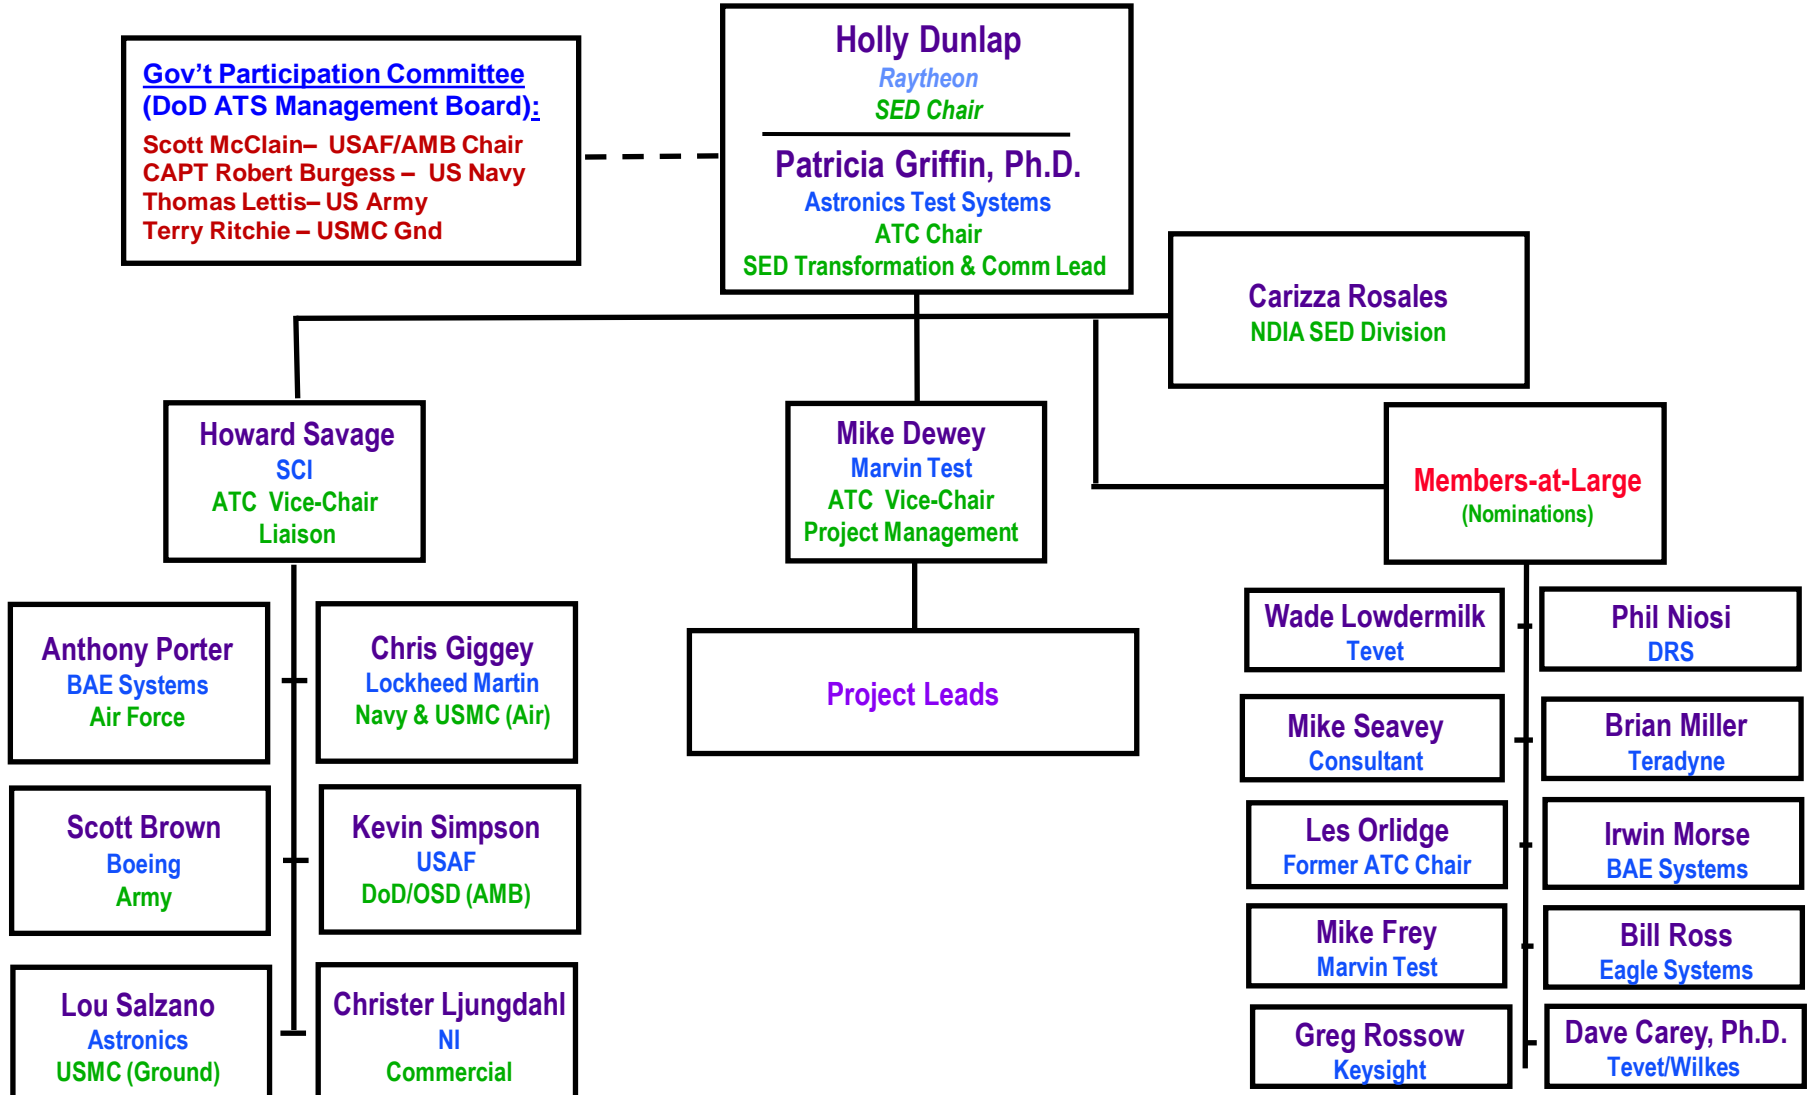 Gov’t Participation Committee
(DoD ATS Management Board):
Scott McClain– USAF/AMB Chair
CAPT Robert Burgess – US Navy
Thomas Lettis– US Army
Terry Ritchie – USMC Gnd
Holly Dunlap
Raytheon
SED Chair
Patricia Griffin, Ph.D.
Astronics Test Systems
ATC Chair
SED Transformation & Comm Lead
Carizza Rosales
NDIA SED Division
Howard Savage
SCI
ATC Vice-Chair
Liaison
Mike Dewey
Marvin Test
ATC Vice-Chair
Project Management
Members-at-Large
(Nominations)
Anthony Porter
BAE Systems
Air Force
Chris Giggey
Lockheed Martin
Navy & USMC (Air)
Scott Brown
Boeing
Army
Kevin Simpson
USAF
DoD/OSD (AMB)
Lou Salzano
Astronics
USMC (Ground)
Christer Ljungdahl
NI
Commercial
Project Leads
Wade Lowdermilk
Tevet
Phil Niosi
DRS
Mike Seavey
Consultant
Brian Miller
Teradyne
Les Orlidge
Former ATC Chair
Irwin Morse
BAE Systems
Mike Frey
Marvin Test
Bill Ross
Eagle Systems
Greg Rossow
Keysight
Dave Carey, Ph.D.
Tevet/Wilkes